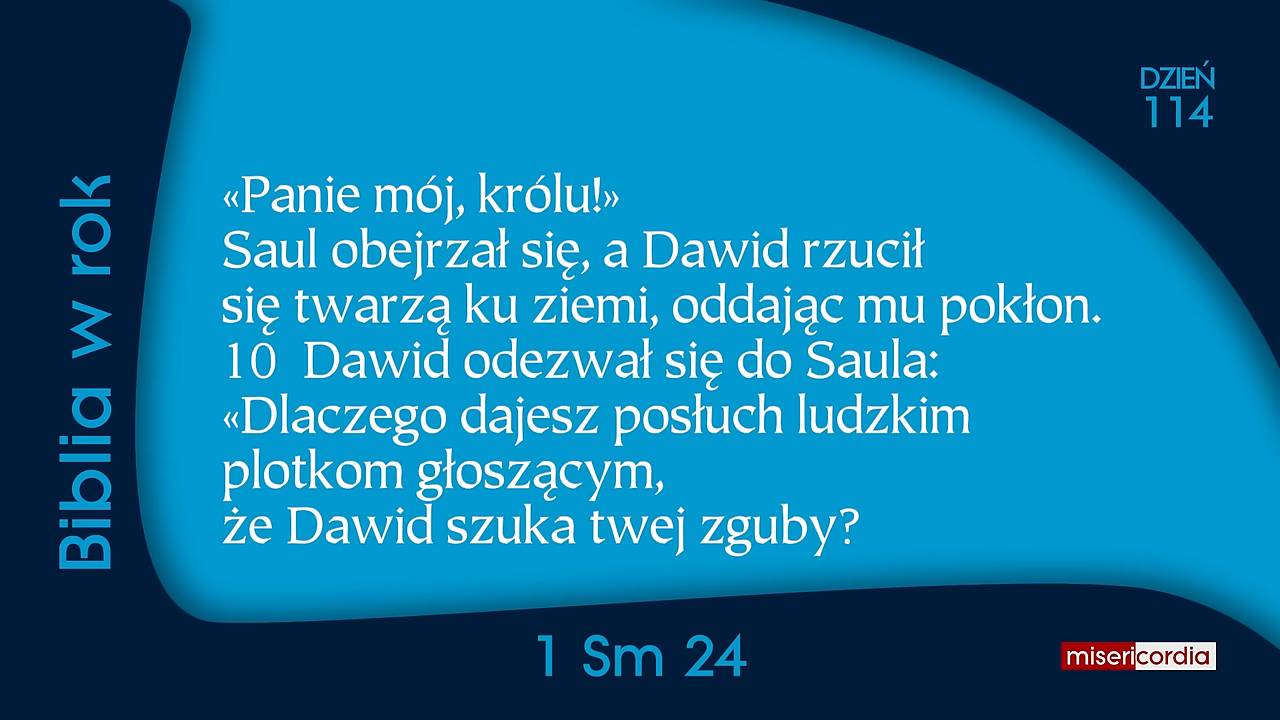 DZIEŃ
114
Biblia w rok
«Panie mój, królu!»
Saul obejrzał się, a Dawid rzucił
się twarzą ku ziemi, oddając mu pokłon.
10 Dawid odezwał się do Saula:
«Dlaczego dajesz posłuch ludzkim
plotkom głoszącym,
że Dawid szuka twej zguby?
1 Sm 24
misericordia